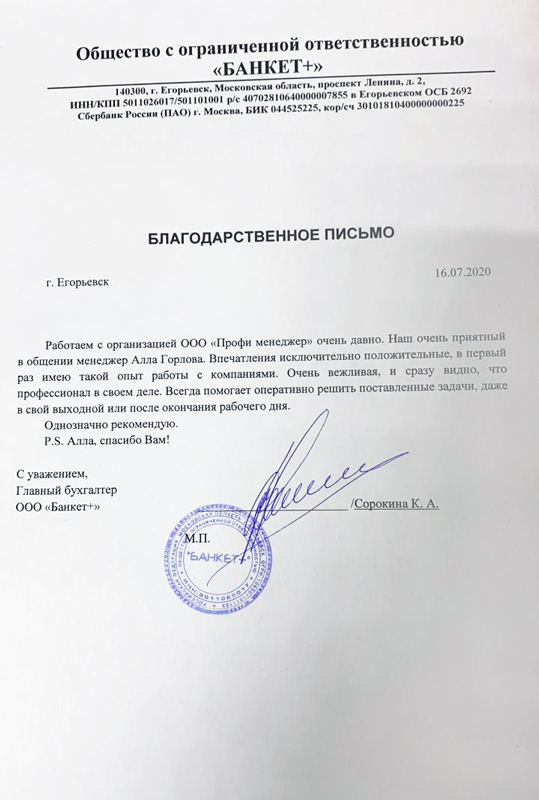 Общество с ограниченной ответственностью
«БАНКЕТ+»
140300, г. Егорьевск, Московская область, проспект Ленина, д. 2,
ИНН/КПП 5011026017/501101001 р/с 40702810640000007855 в Егорьевском ОСБ 2692
Сбербанк России (ПАО) г. Москва, БИК 044525225, кор/сч 30101810400000000225
БЛАГОДАРСТВЕННОЕ ПИСЬМО
г. Егорьевск 16.07.2020
Работаем с организацией ООО «Профи менеджер» очень давно. Наш очень приятный
в общении менеджер Алла Горлова. Впечатления исключительно положительные, в первый
раз имею такой опыт работы с компаниями. Очень вежливая, и сразу видно, что
профессионал в своем деле. Всегда помогает оперативно решить поставленные задачи, даже
в свой выходной или после окончания рабочего дня.
Однозначно рекомендую.
P.S. Алла, спасибо Вам!
С уважением,
Главный бухгалтер
ООО «Банкет+» /Сорокина К. А.
М.П.
"БАНКЕТ+"